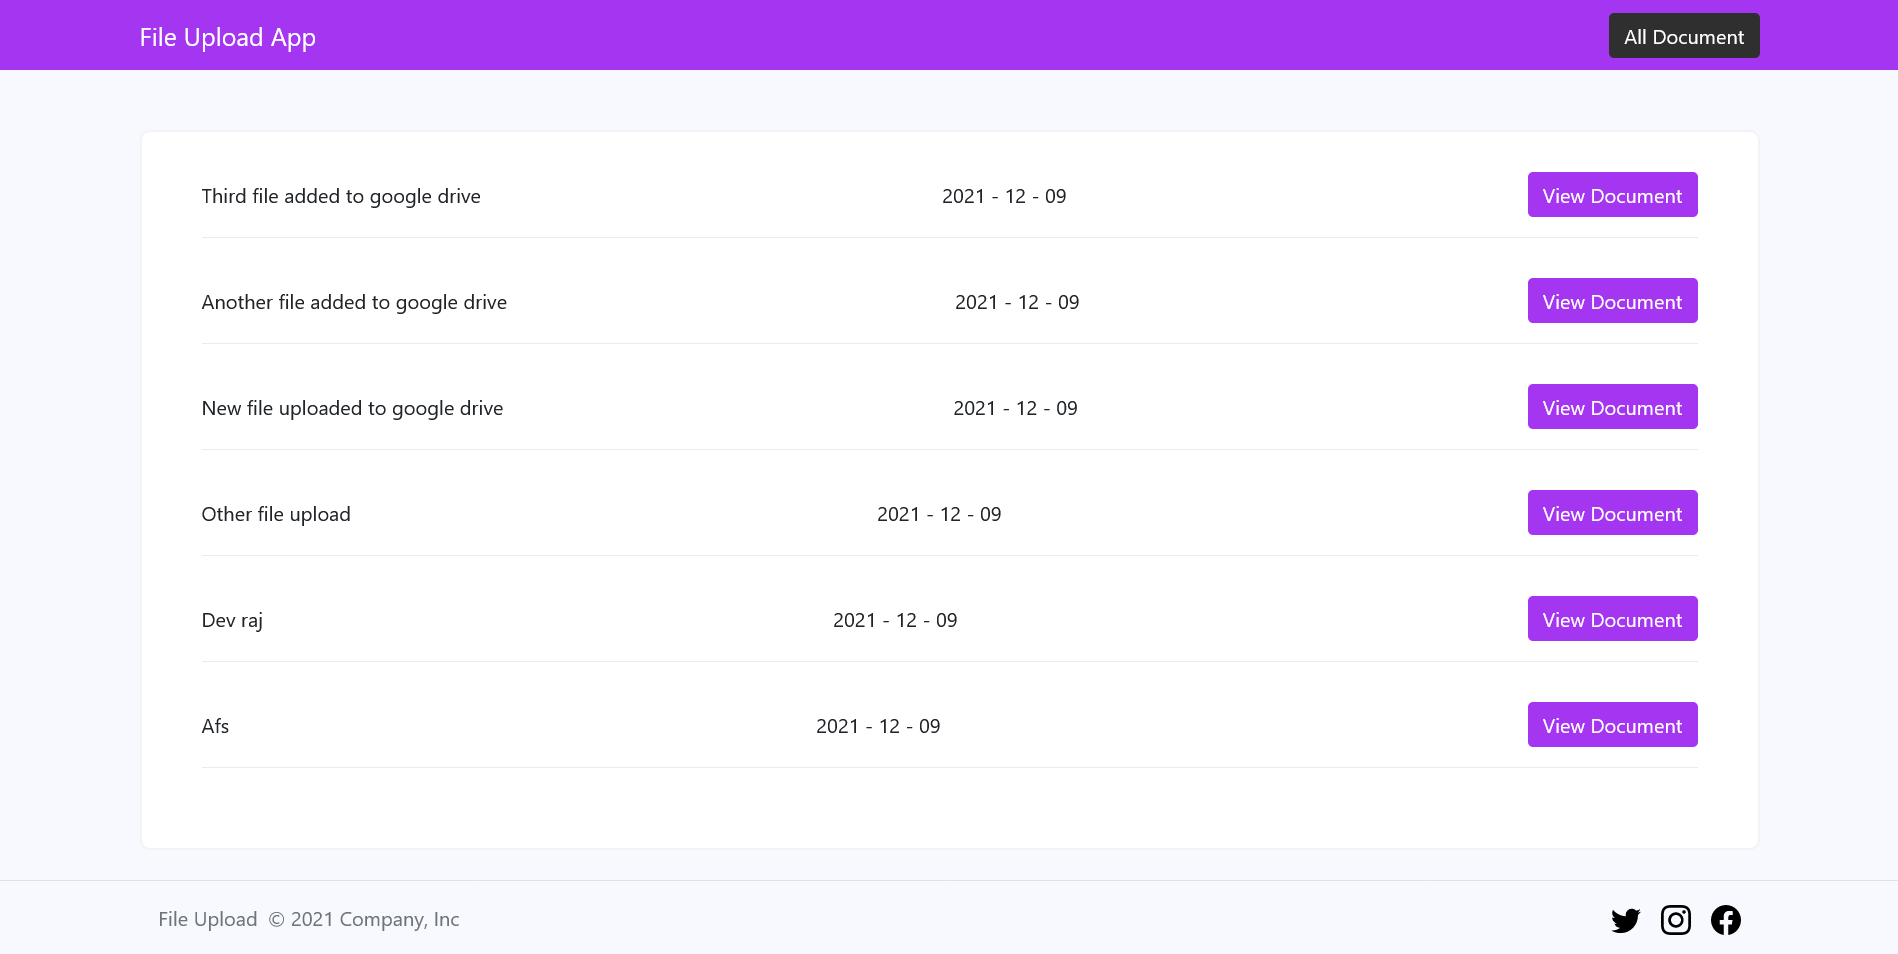 File Upload App
All Document
Third file added to google drive 2021 - 12 - 09 View Document
Another file added to google drive 2021 - 12 - 09 View Document
New file uploaded to google drive 2021 - 12 - 09 View Document
Other file upload 2021 - 12 - 09 View Document
Dev raj 2021 - 12 - 09 View Document
Afs 2021 - 12 - 09 View Document
File Upload © 2021 Company, Inc